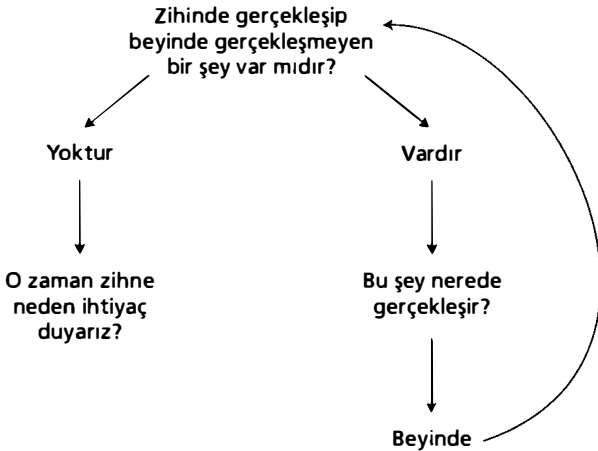 Zihinde gerçekleşip
beyinde gerçekleşmeyen
bir şey var mıdır?
Yoktur
Vardır
O zaman zihne
neden ihtiyaç
duyarız?
Bu şey nerede
gerçekleşir?
Beyinde